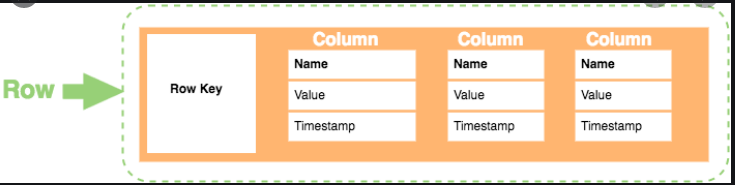 Column Column Column
Name Name Name
Row Row Key Value Value Value
Timestamp Timestamp Timestamp